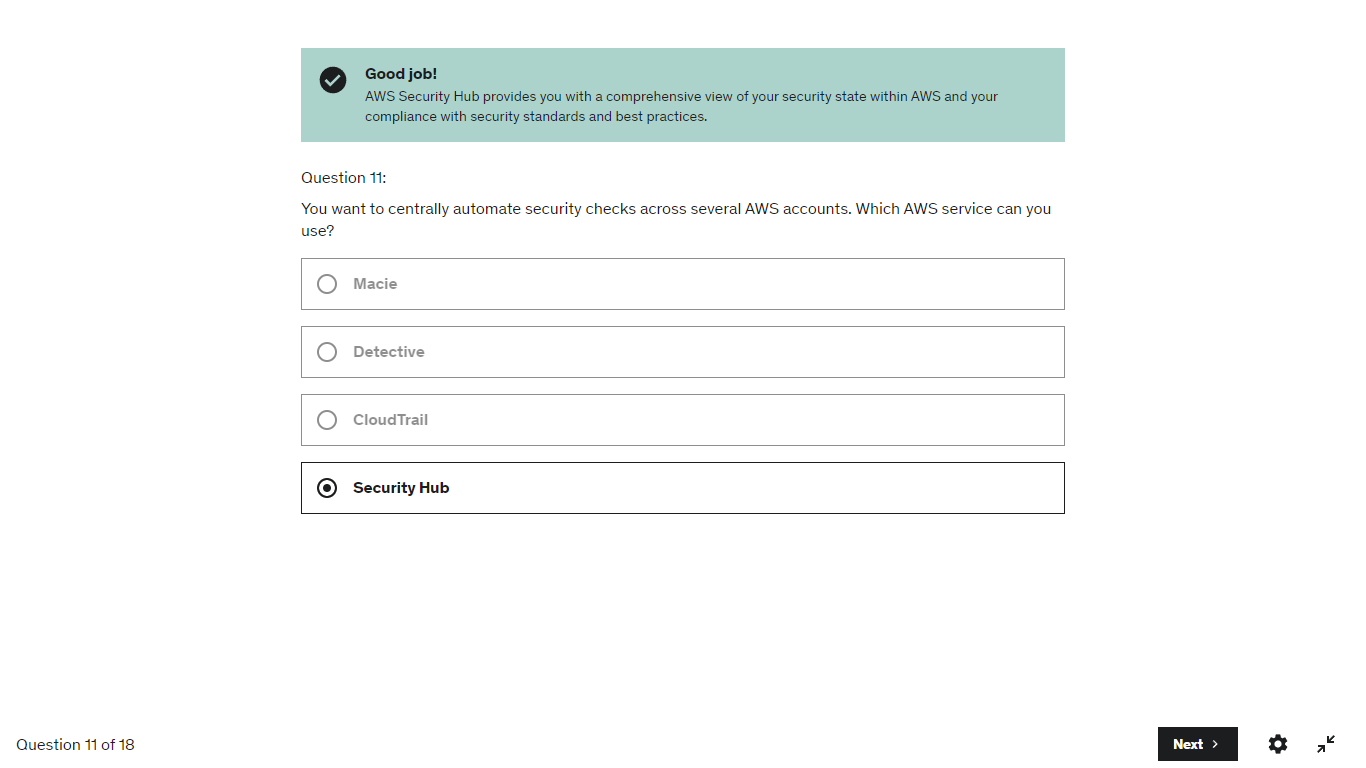 Good job!
AWS Security Hub provides you with a comprehensive view of your security state within AWS and your
compliance with security standards and best practices.
Question 11:
You want to centrally automate security checks across several AWS accounts. Which AWS service can you
use?
Macie
Detective
CloudTrail
Security Hub
Question 11 of 18
Next